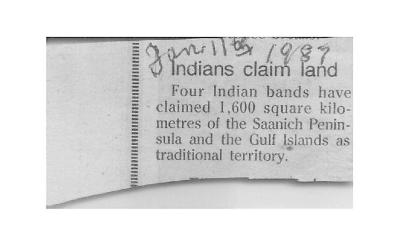 Jan. 11th 1987
Indians claim land
Four Indian bands have
claimed 1,600 square kilo-
metres of the Saanich Penin-
sula and the Gulf Islands as
traditional territory.